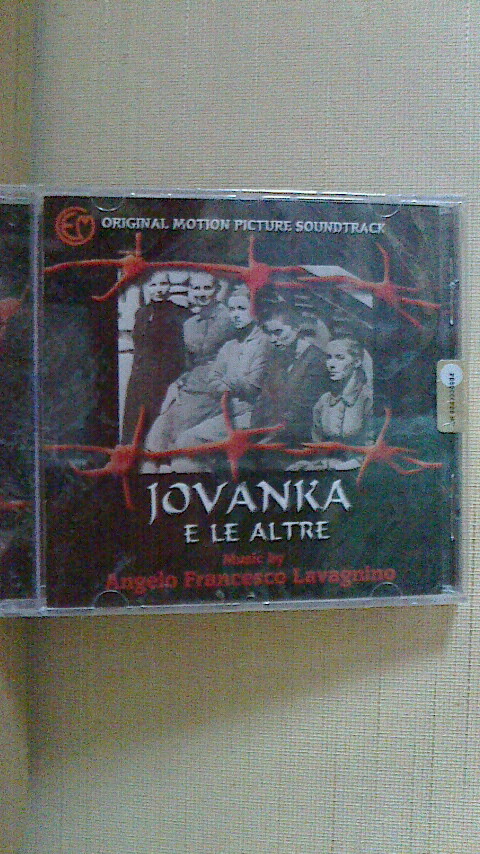 ORIGINAL MOTION PICTURE SOUNDTRACK
JOVANKA
E LE ALTRE
Music by
Angelo Francesco Lavagnino